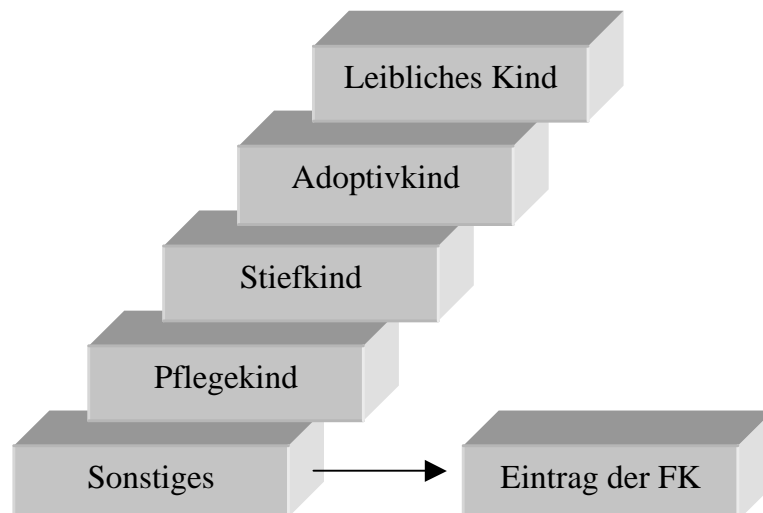 Leibliches Kind
Adoptivkind
Stiefkind
Pflegekind
Sonstiges
Eintrag der FK